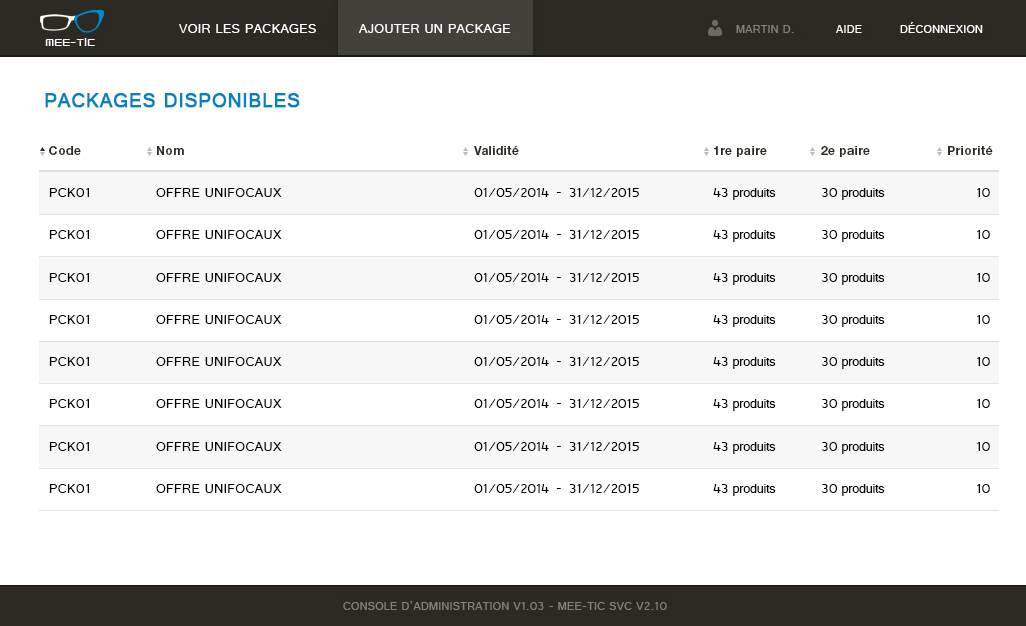 MEE-TIC VOIR LES PACKAGES AJOUTER UN PACKAGE MARTIN D. AIDE DÉCONNEXION
PACKAGES DISPONIBLES
Code Nom Validité 1re paire 2e paire Priorité
PCK01 OFFRE UNIFOCAUX 01/05/2014 - 31/12/2015 43 produits 30 produits 10
PCK01 OFFRE UNIFOCAUX 01/05/2014 - 31/12/2015 43 produits 30 produits 10
PCK01 OFFRE UNIFOCAUX 01/05/2014 - 31/12/2015 43 produits 30 produits 10
PCK01 OFFRE UNIFOCAUX 01/05/2014 - 31/12/2015 43 produits 30 produits 10
PCK01 OFFRE UNIFOCAUX 01/05/2014 - 31/12/2015 43 produits 30 produits 10
PCK01 OFFRE UNIFOCAUX 01/05/2014 - 31/12/2015 43 produits 30 produits 10
PCK01 OFFRE UNIFOCAUX 01/05/2014 - 31/12/2015 43 produits 30 produits 10
PCK01 OFFRE UNIFOCAUX 01/05/2014 - 31/12/2015 43 produits 30 produits 10
CONSOLE D'ADMINISTRATION V1.03 - MEE-TIC SVC V2.10